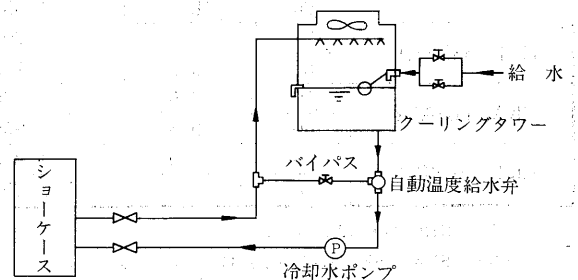 給水
クーリングタワー
バイパス
自動温度給水弁
ショーケース
P
冷却水ポンプ